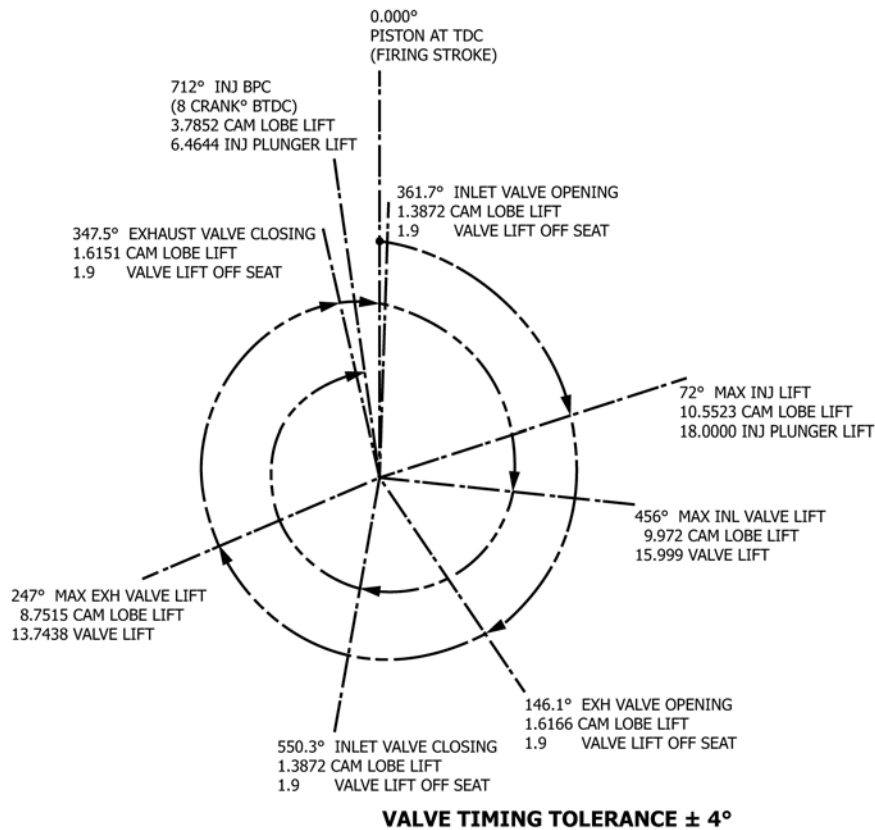 0.000°
PISTON AT TDC
(FIRING STROKE)
712° INJ BPC
(8 CRANK° BTDC)
3.7852 CAM LOBE LIFT
6.4644 INJ PLUNGER LIFT
361.7° INLET VALVE OPENING
1.3872 CAM LOBE LIFT
1.9 VALVE LIFT OFF SEAT
347.5° EXHAUST VALVE CLOSING
1.6151 CAM LOBE LIFT
1.9 VALVE LIFT OFF SEAT
72° MAX INJ LIFT
10.5523 CAM LOBE LIFT
18.0000 INJ PLUNGER LIFT
456° MAX INL VALVE LIFT
9.972 CAM LOBE LIFT
15.999 VALVE LIFT
247° MAX EXH VALVE LIFT
8.7515 CAM LOBE LIFT
13.7438 VALVE LIFT
146.1° EXH VALVE OPENING
1.6166 CAM LOBE LIFT
1.9 VALVE LIFT OFF SEAT
550.3° INLET VALVE CLOSING
1.3872 CAM LOBE LIFT
1.9 VALVE LIFT OFF SEAT
VALVE TIMING TOLERANCE ± 4°